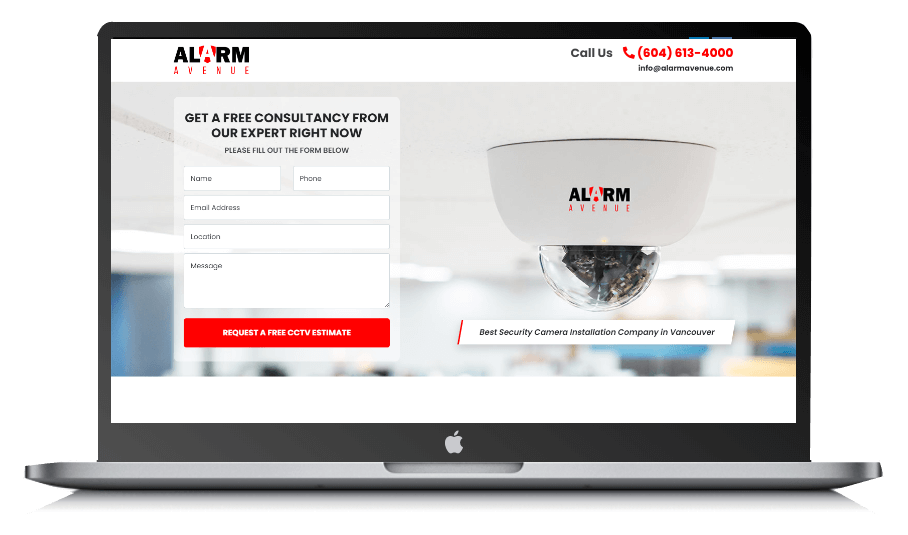 ALARM
AVENUE
Call Us (604) 613-4000
info@alarmavenue.com
GET A FREE CONSULTANCY FROM
OUR EXPERT RIGHT NOW
PLEASE FILL OUT THE FORM BELOW
Name
Phone
Email Address
Location
Message
REQUEST A FREE CCTV ESTIMATE
ALARM
AVENUE
Best Security Camera Installation Company in Vancouver